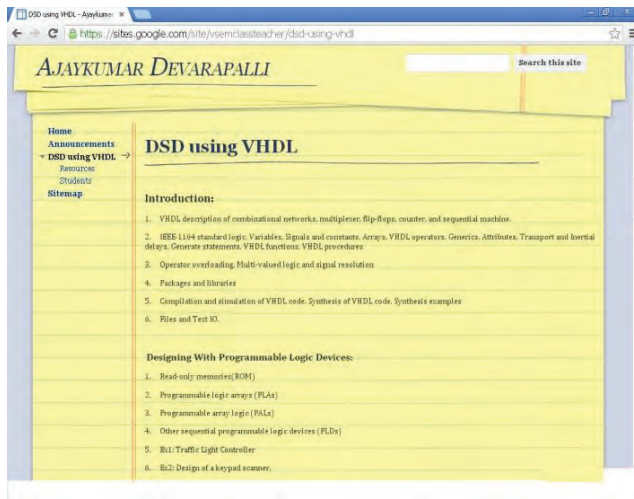 DSD using VHDL - Ajaykumar
https://sites.google.com/site/vsemclassteacher/dsd-using-vhdl
AJAYKUMAR DEVARAPALLI
Search this site
Home
Announcements
DSD using VHDL
Resources
Students
Sitemap
DSD using VHDL
Introduction:
1. VHDL description of combinational networks, multiplexer, flip-flops, counter, and sequential machine.
2. IEEE-1164 standard logic. Variables, Signals and constants. Arrays, VHDL operators, Generics, Attributes, Transport and Inertial
delays, Generate statements, VHDL functions, VHDL procedures
3. Operator overloading, Multi-valued logic and signal resolution
4. Packages and libraries
5. Compilation and simulation of VHDL code, Synthesis of VHDL code, Synthesis examples
6. Files and Text IO.
Designing With Programmable Logic Devices:
1. Read-only memories(ROM)
2. Programmable logic arrays (PLAs)
3. Programmable array logic (PALs)
4. Other sequential programmable logic devices (PLDs)
5. Ex1: Traffic Light Controller
6. Ex2: Design of a keypad scanner.